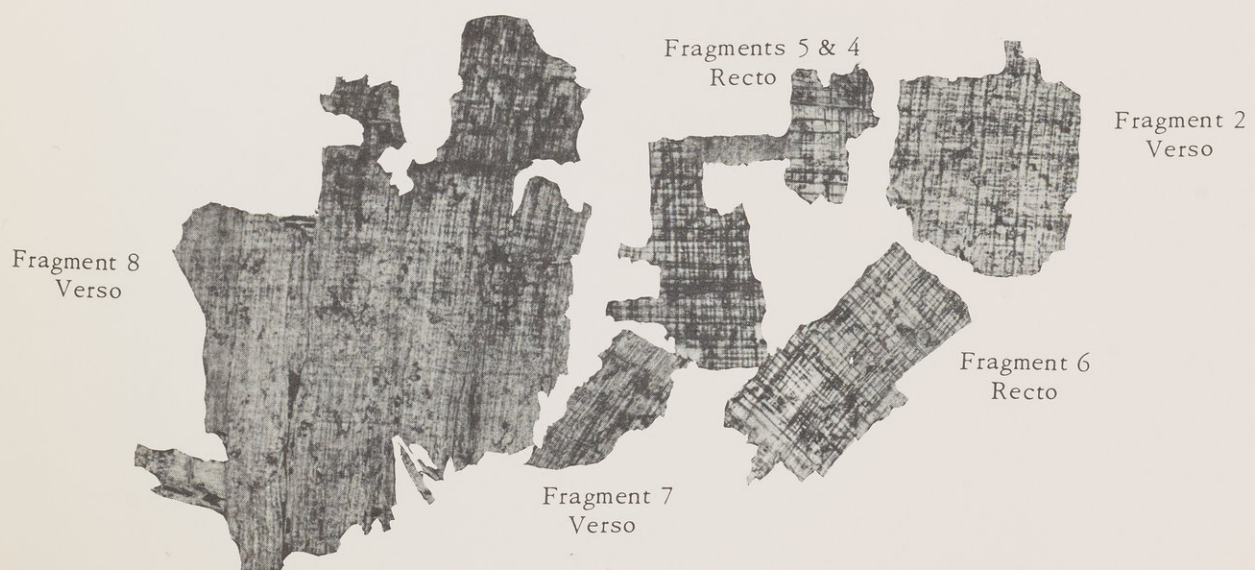 Fragments 5 & 4
Recto
Fragment 2
Verso
Fragment 8
Verso
Fragment 6
Recto
Fragment 7
Verso